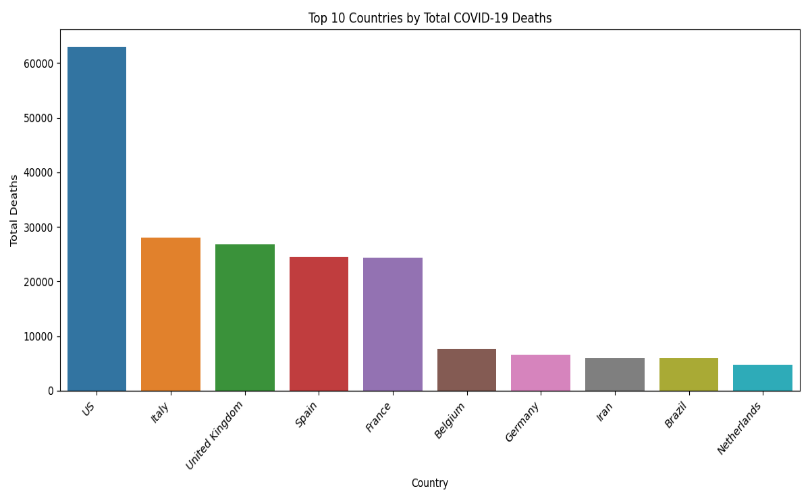 Top 10 Countries by Total COVID-19 Deaths
Total Deaths
60000
50000
40000
30000
20000
10000
0
US
Italy
United Kingdom
Spain
France
Belgium
Germany
Iran
Brazil
Netherlands
Country